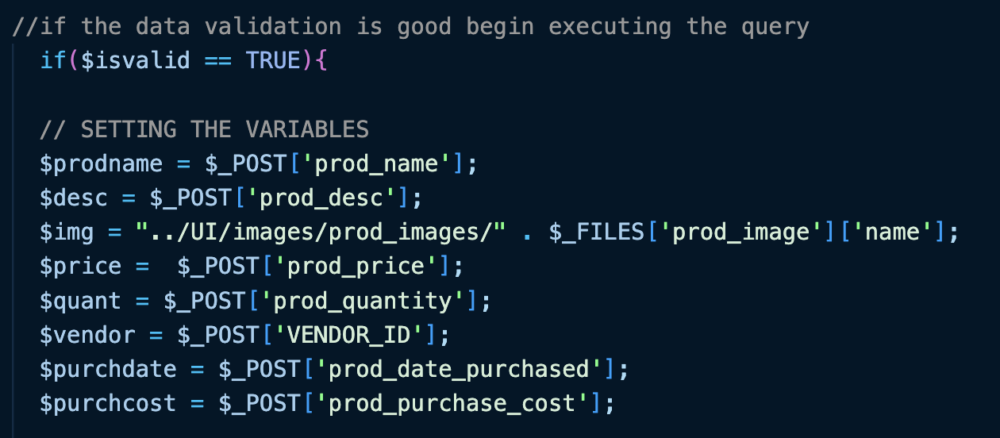 //if the data validation is good begin executing the query
if($isvalid == TRUE){
// SETTING THE VARIABLES
$prodname = $_POST['prod_name'];
$desc = $_POST['prod_desc'];
$img = "../UI/images/prod_images/" . $_FILES['prod_image']['name'];
$price =  $_POST['prod_price'];
$quant = $_POST['prod_quantity'];
$vendor = $_POST['VENDOR_ID'];
$purchdate = $_POST['prod_date_purchased'];
$purchcost = $_POST['prod_purchase_cost'];